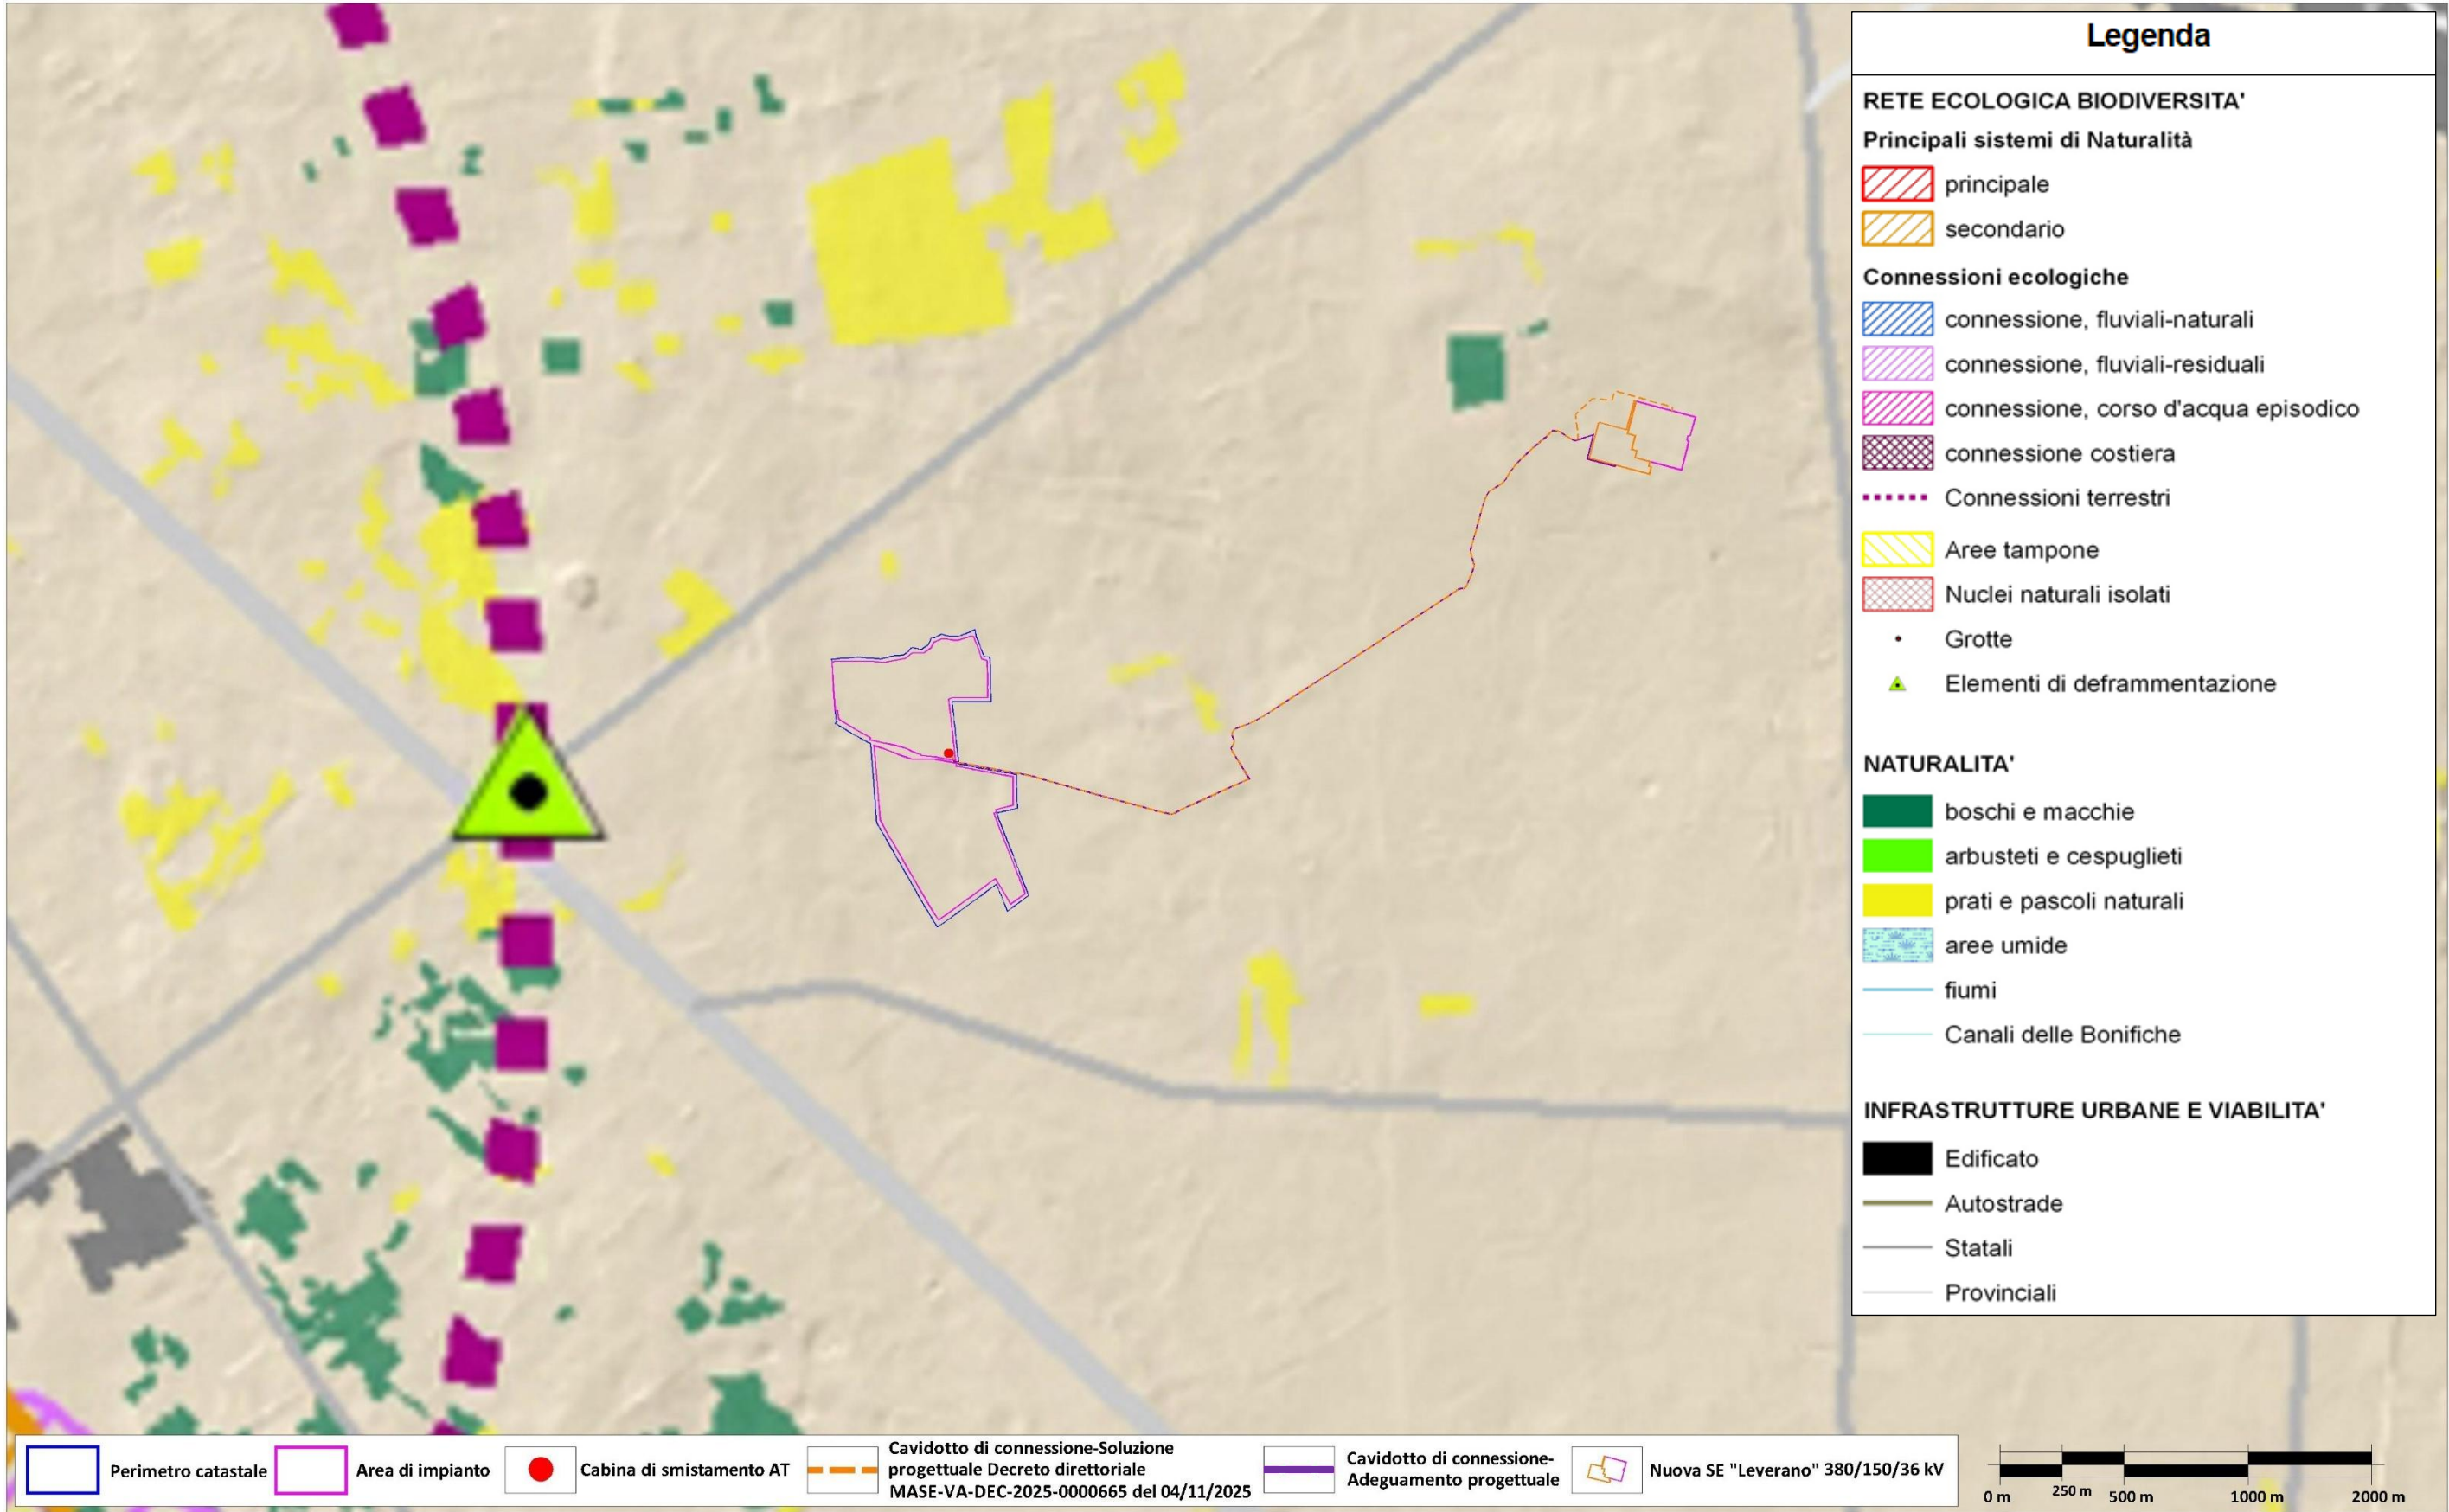 Legenda
RETE ECOLOGICA BIODIVERSITA'
Principali sistemi di Naturalità
principale
secondario
Connessioni ecologiche
connessione, fluviali-naturali
connessione, fluviali-residuali
connessione, corso d'acqua episodico
connessione costiera
Connessioni terrestri
Aree tampone
Nuclei naturali isolati
Grotte
Elementi di deframmentazione
NATURALITA'
boschi e macchie
arbusteti e cespuglieti
prati e pascoli naturali
aree umide
fiumi
Canali delle Bonifiche
INFRASTRUTTURE URBANE E VIABILITA'
Edificato
Autostrade
Statali
Provinciali
Perimetro catastale
Area di impianto
Cabina di smistamento AT
Cavidotto di connessione-Soluzione
progettuale Decreto direttoriale
MASE-VA-DEC-2025-0000665 del 04/11/2025
Cavidotto di connessione-
Adeguamento progettuale
Nuova SE "Leverano" 380/150/36 kV
0 m 250 m 500 m 1000 m 2000 m